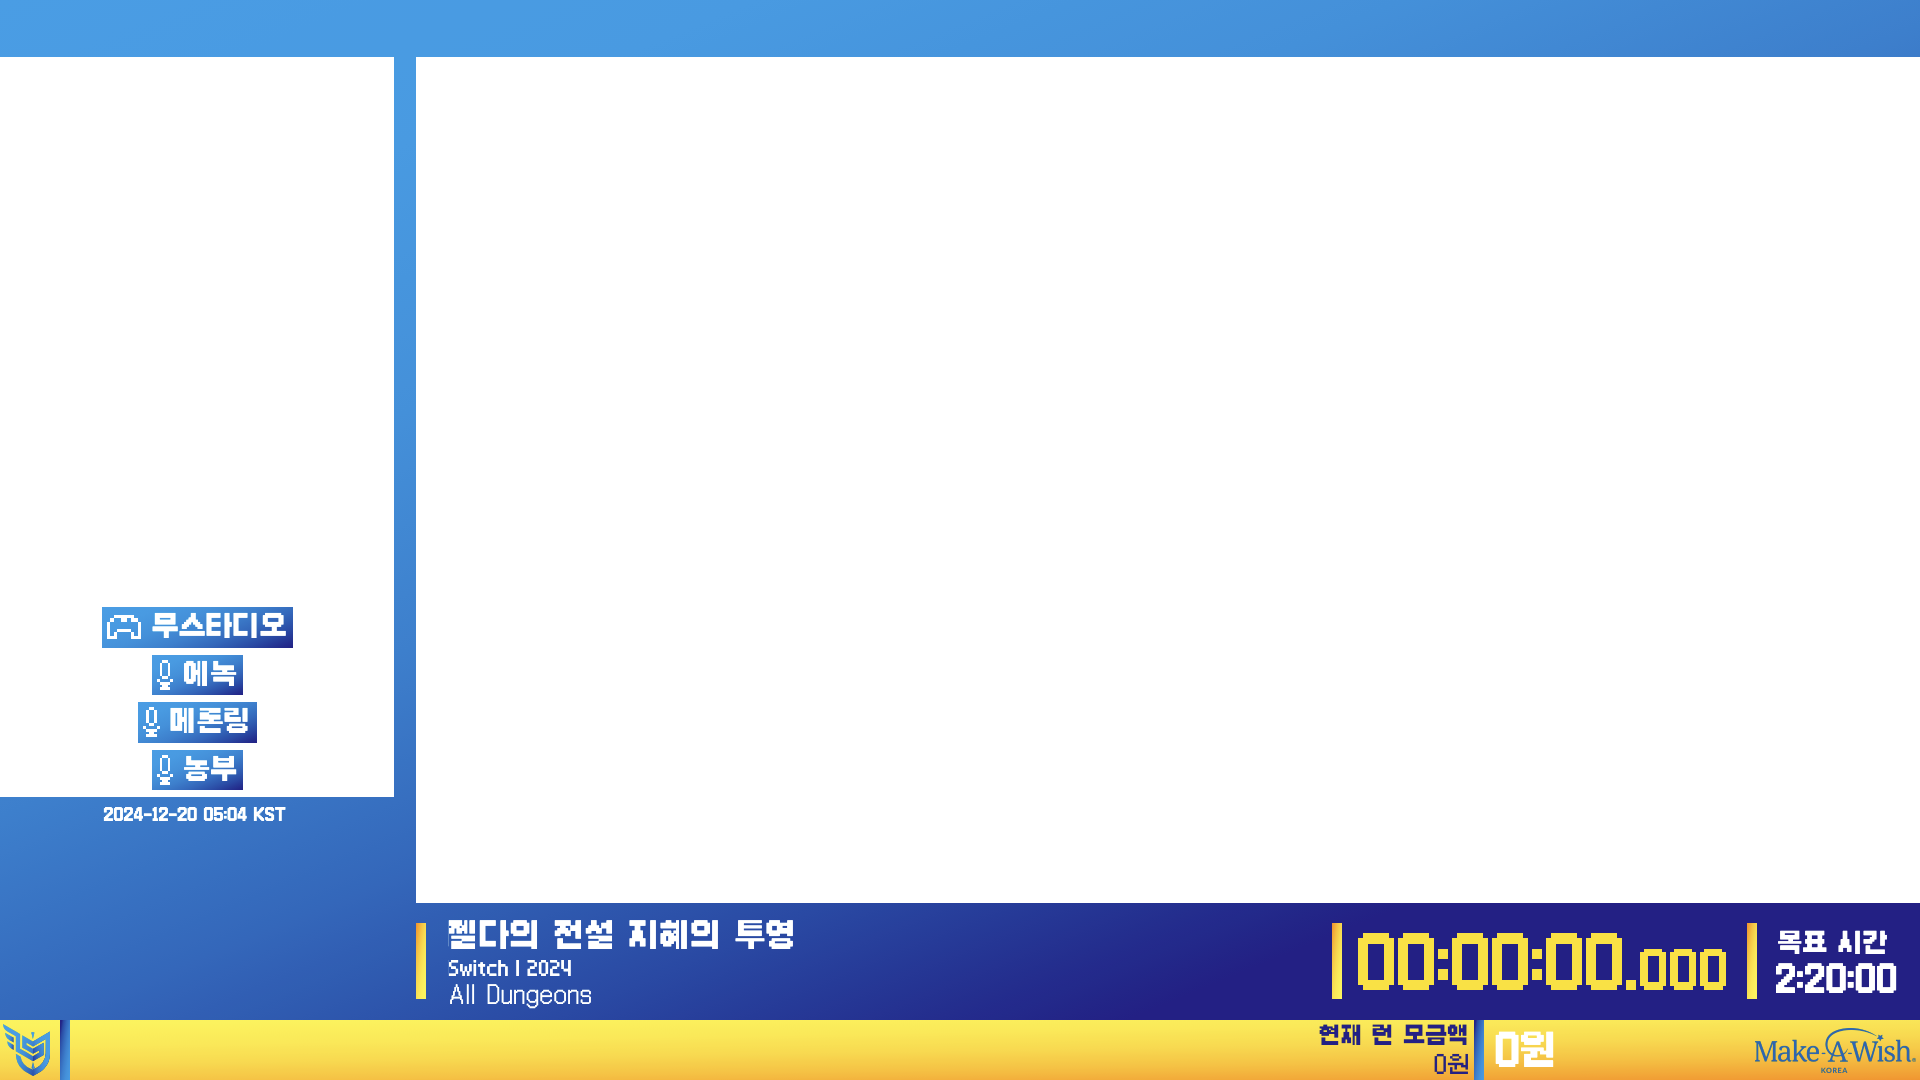 무스타디오
에녹
메론링
농부
2024-12-20 05:04 KST
젤다의 전설 지혜의 투영
Switch | 2024
All Dungeons
00:00:00.000
목표 시간
2:20:00
현재 런 모금액
0원
0원
Make-A-Wish.
KOREA